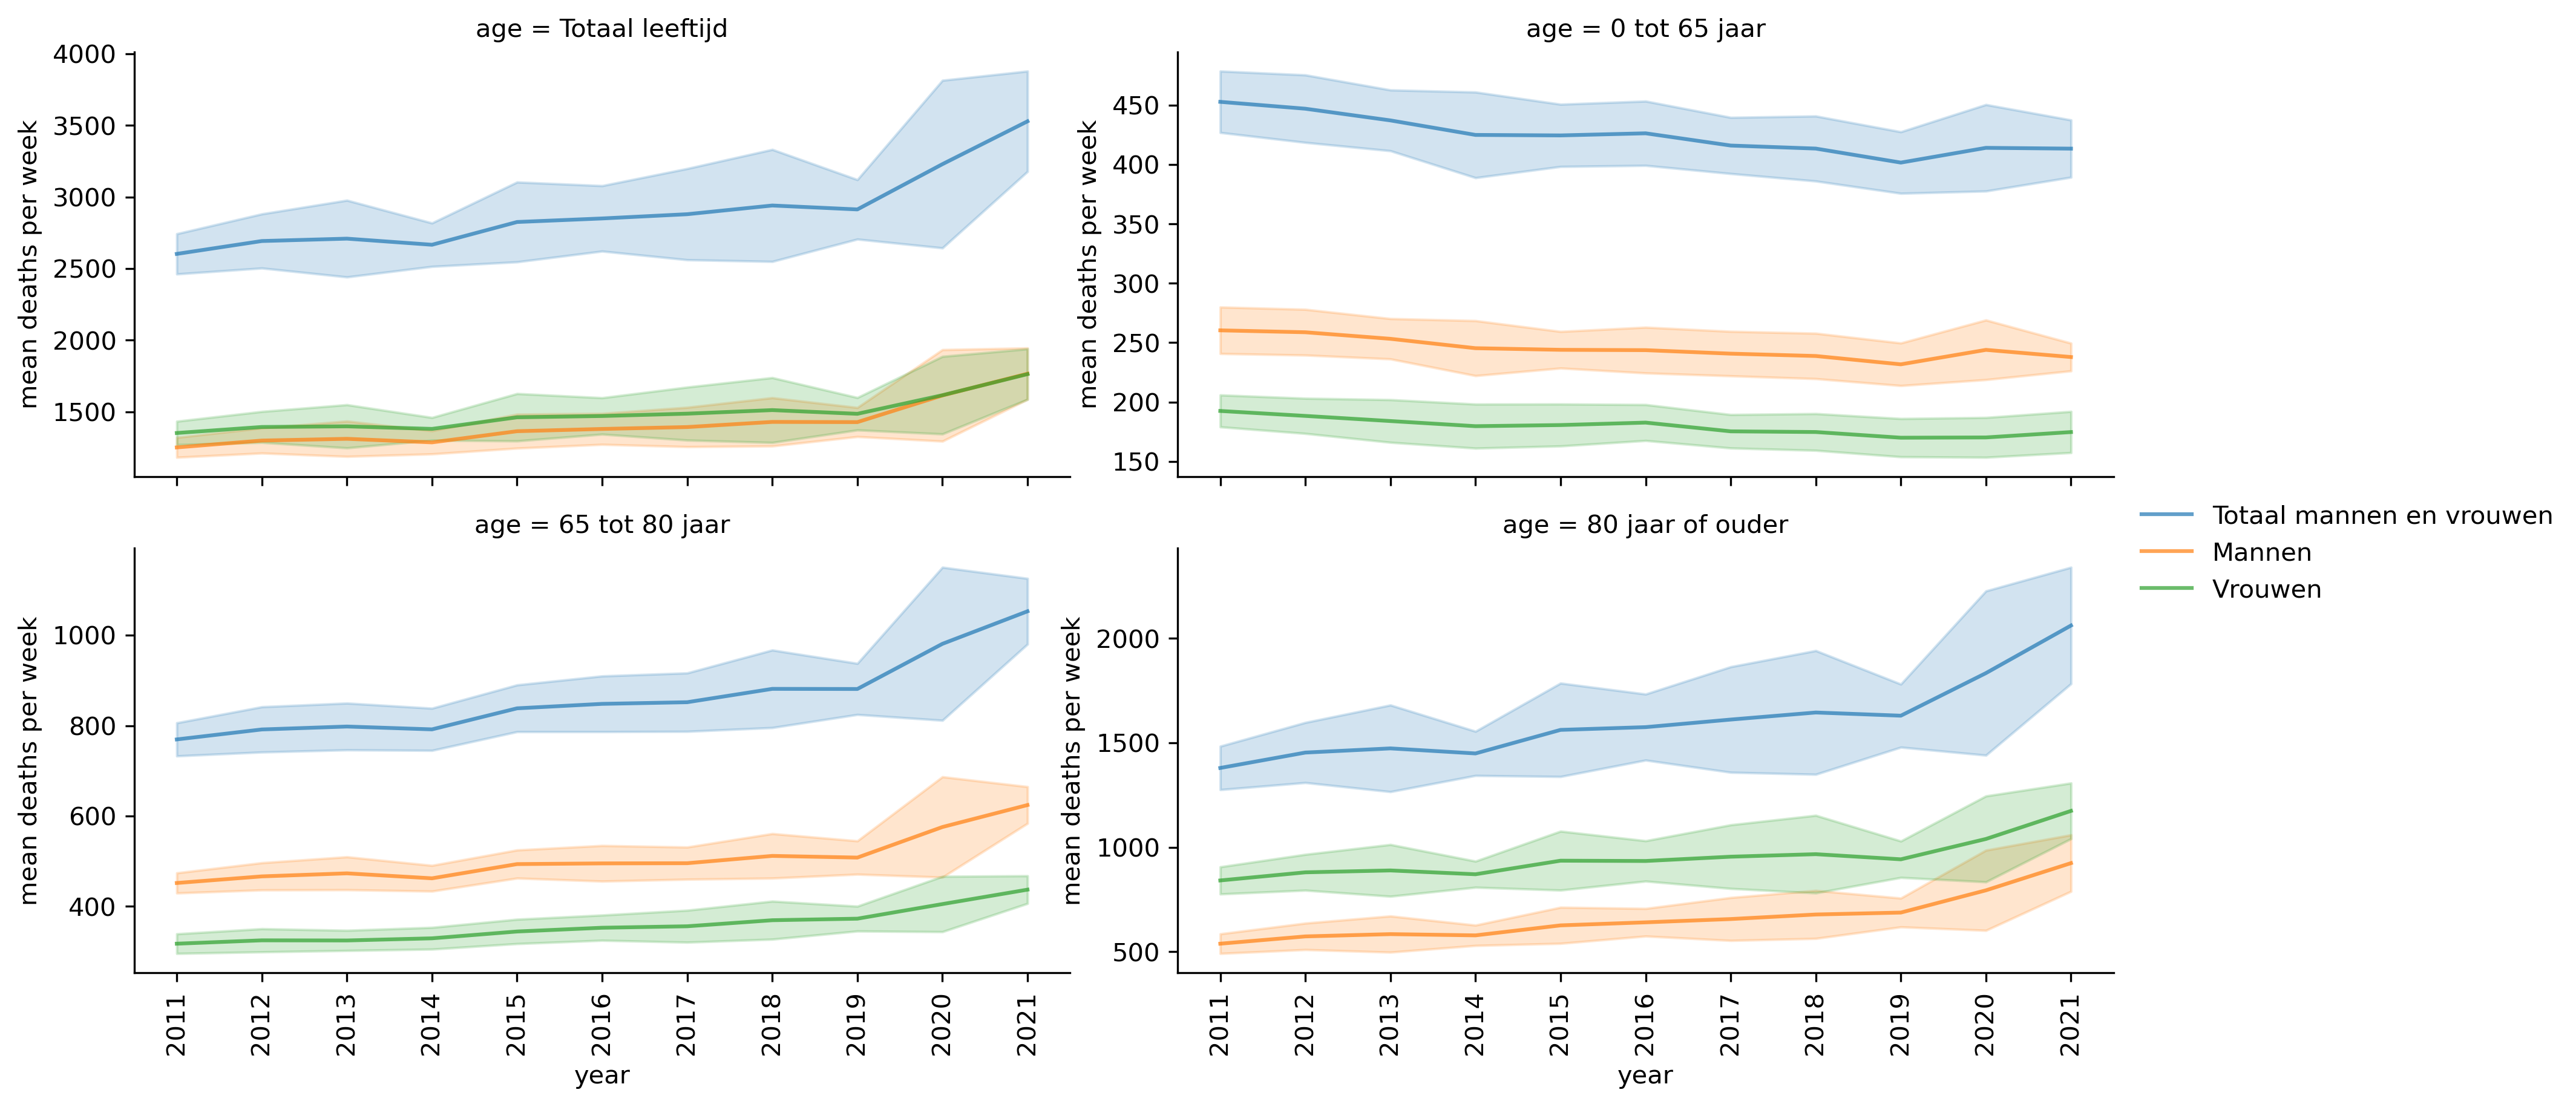 age = Totaal leeftijd
mean deaths per week
4000
3500
3000
2500
2000
1500
age = 0 tot 65 jaar
mean deaths per week
450
400
350
300
250
200
150
age = 65 tot 80 jaar
mean deaths per week
1000
800
600
400
2011 2012 2013 2014 2015 2016 2017 2018 2019 2020 2021
year
age = 80 jaar of ouder
mean deaths per week
2000
1500
1000
500
2011 2012 2013 2014 2015 2016 2017 2018 2019 2020 2021
year
Totaal mannen en vrouwen
Mannen
Vrouwen